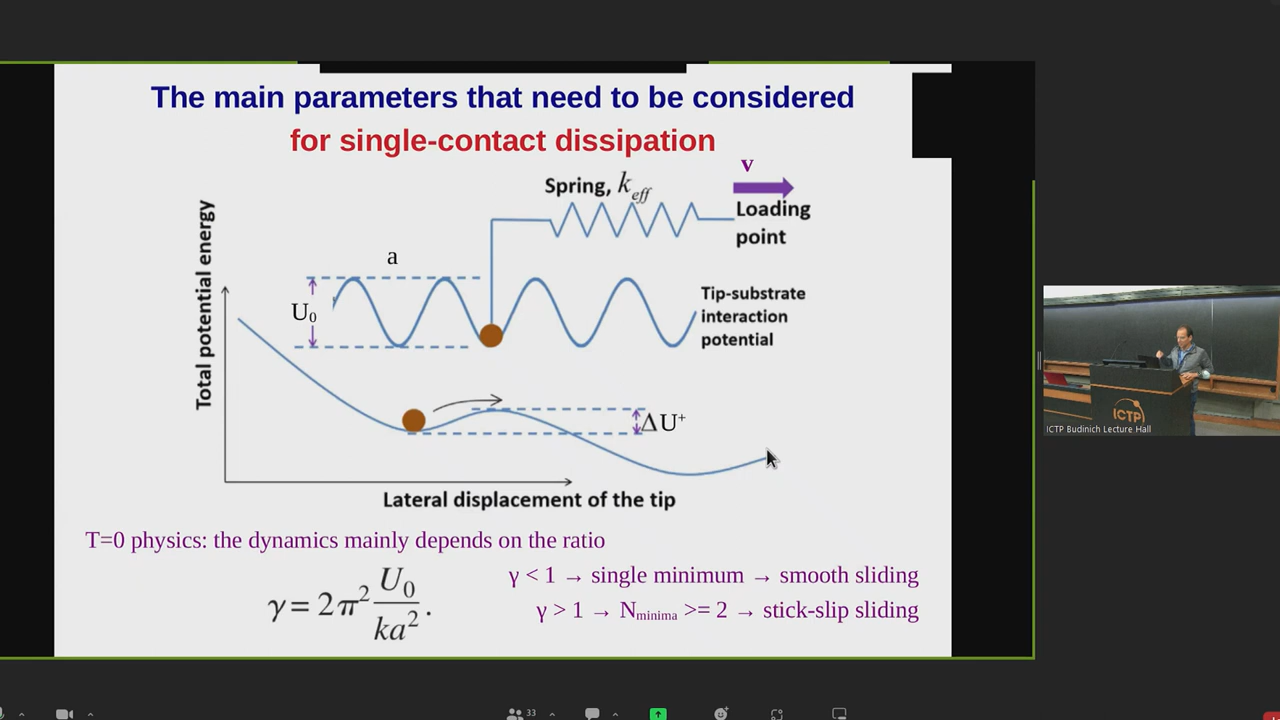 The main parameters that need to be considered
for single-contact dissipation
v
Spring, k_eff
Loading
point
a
U₀
Tip-substrate
interaction
potential
Total potential energy
ΔU⁺
Lateral displacement of the tip
T=0 physics: the dynamics mainly depends on the ratio
γ = 2π² U₀/ka² .
γ < 1 → single minimum → smooth sliding
γ > 1 → Nminima >= 2 → stick-slip sliding
ICTP
ICTP Budinich Lecture Hall
33